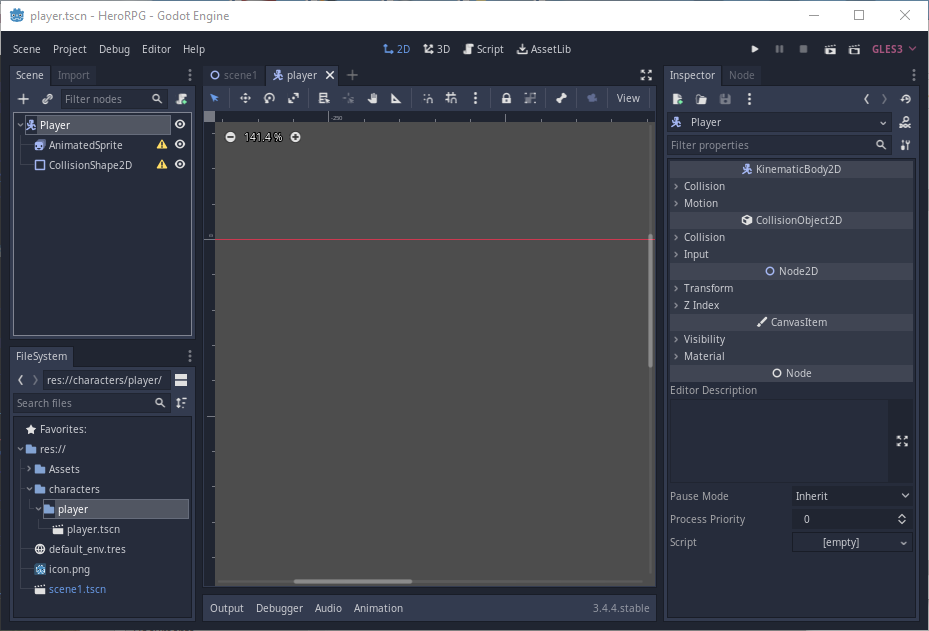 player.tscn - HeroRPG - Godot Engine
Scene Project Debug Editor Help 2D 3D Script AssetLib GLES3
Scene Import
Filter nodes
Player
AnimatedSprite
CollisionShape2D
FileSystem
res://characters/player/
Search files
Favorites:
res://
Assets
characters
player
player.tscn
default_env.tres
icon.png
scene1.tscn
scene1 player
View
-250
0
141.4 %
Output Debugger Audio Animation 3.4.4.stable
Inspector Node
Player
Filter properties
KinematicBody2D
Collision
Motion
CollisionObject2D
Collision
Input
Node2D
Transform
Z Index
CanvasItem
Visibility
Material
Node
Editor Description
Pause Mode Inherit
Process Priority 0
Script [empty]